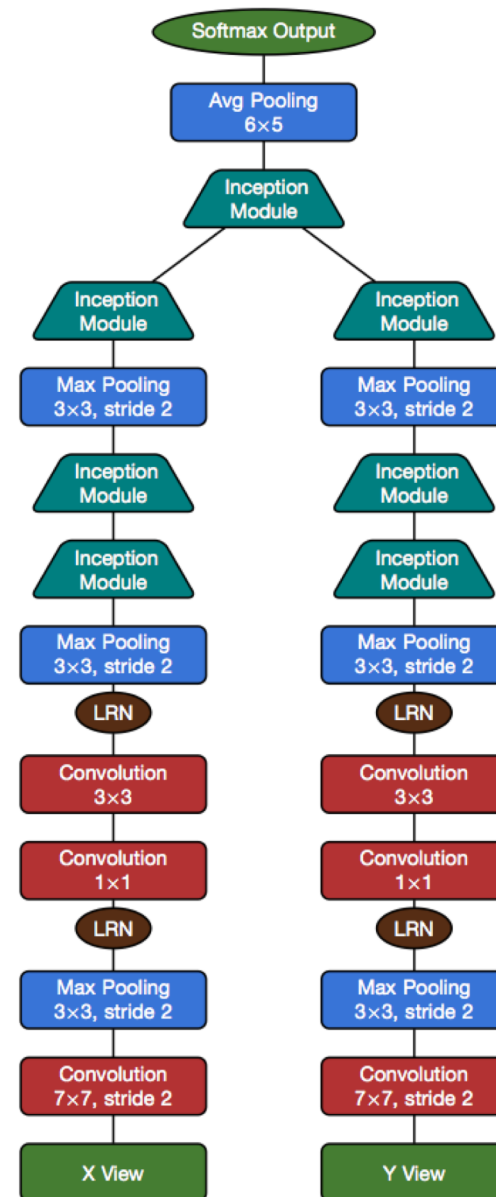 Softmax Output
Avg Pooling
6×5
Inception
Module
Inception
Module
Inception
Module
Max Pooling
3×3, stride 2
Max Pooling
3×3, stride 2
Inception
Module
Inception
Module
Inception
Module
Inception
Module
Max Pooling
3×3, stride 2
Max Pooling
3×3, stride 2
LRN
LRN
Convolution
3×3
Convolution
3×3
Convolution
1×1
Convolution
1×1
LRN
LRN
Max Pooling
3×3, stride 2
Max Pooling
3×3, stride 2
Convolution
7×7, stride 2
Convolution
7×7, stride 2
X View
Y View